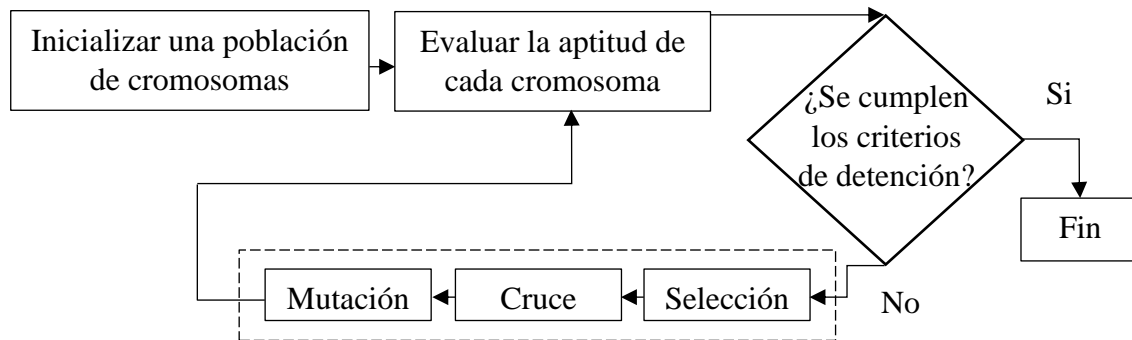 Inicializar una población
de cromosomas
Evaluar la aptitud de
cada cromosoma
¿Se cumplen
los criterios
de detención?
Si
Fin
No
Selección
Cruce
Mutación